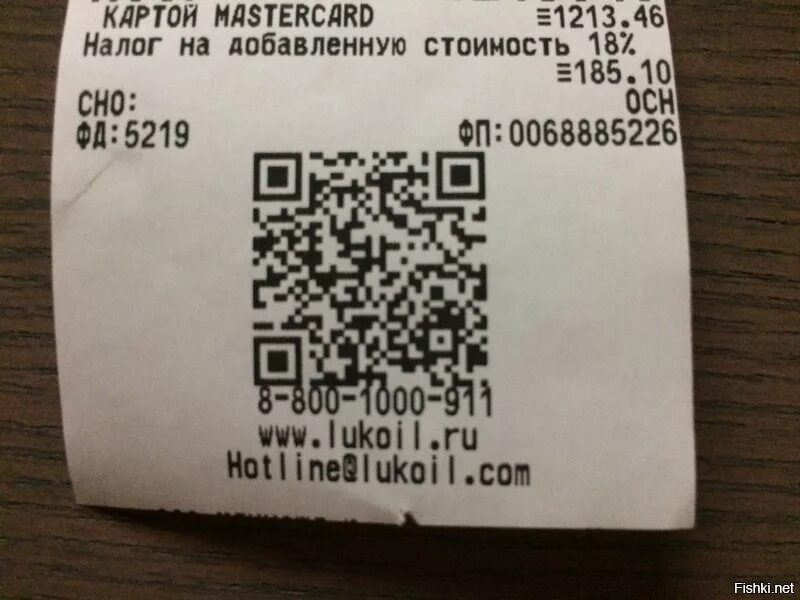 КАРТОЙ MASTERCARD ≡1213.46
Налог на добавленную стоимость 18%
≡185.10
СНО: ОСН
ФД:5219 ФП:0068885226
8-800-1000-911
www.lukoil.ru
Hotline@lukoil.com
Fishki.net